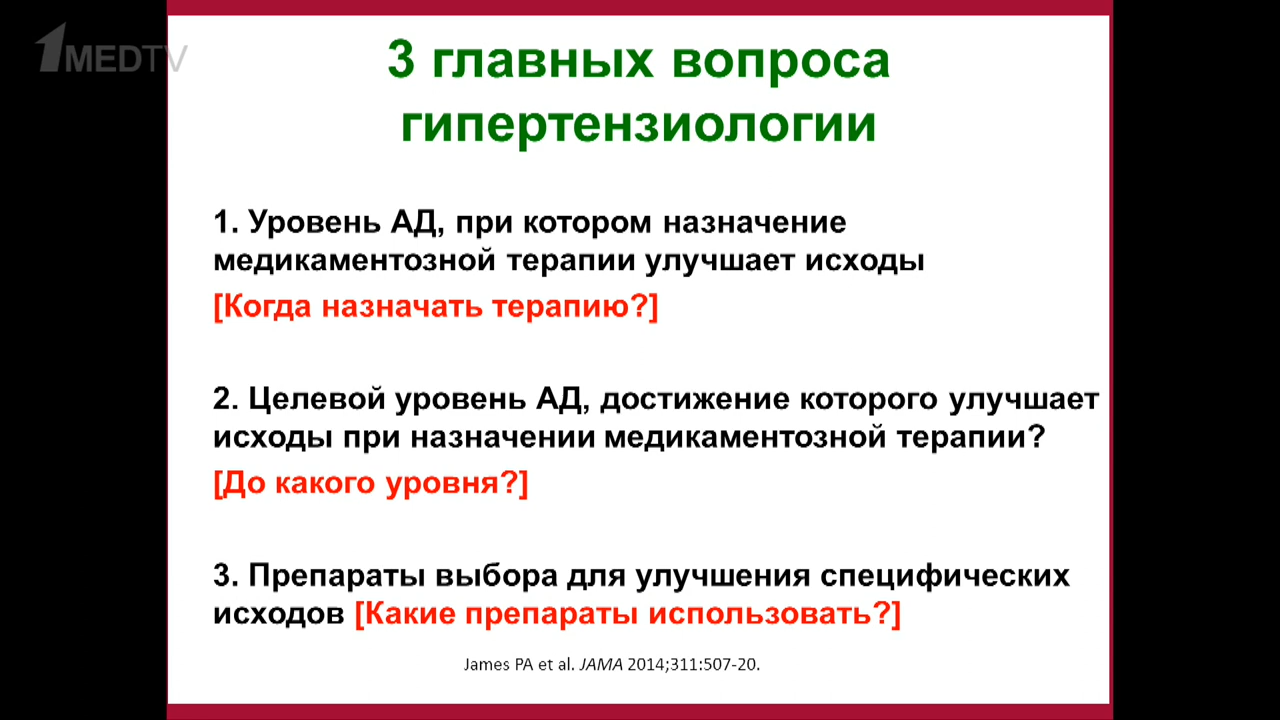 1MEDTV
3 главных вопроса
гипертензиологии
1. Уровень АД, при котором назначение
медикаментозной терапии улучшает исходы
[Когда назначать терапию?]
2. Целевой уровень АД, достижение которого улучшает
исходы при назначении медикаментозной терапии?
[До какого уровня?]
3. Препараты выбора для улучшения специфических
исходов [Какие препараты использовать?]
James PA et al. JAMA 2014;311:507-20.